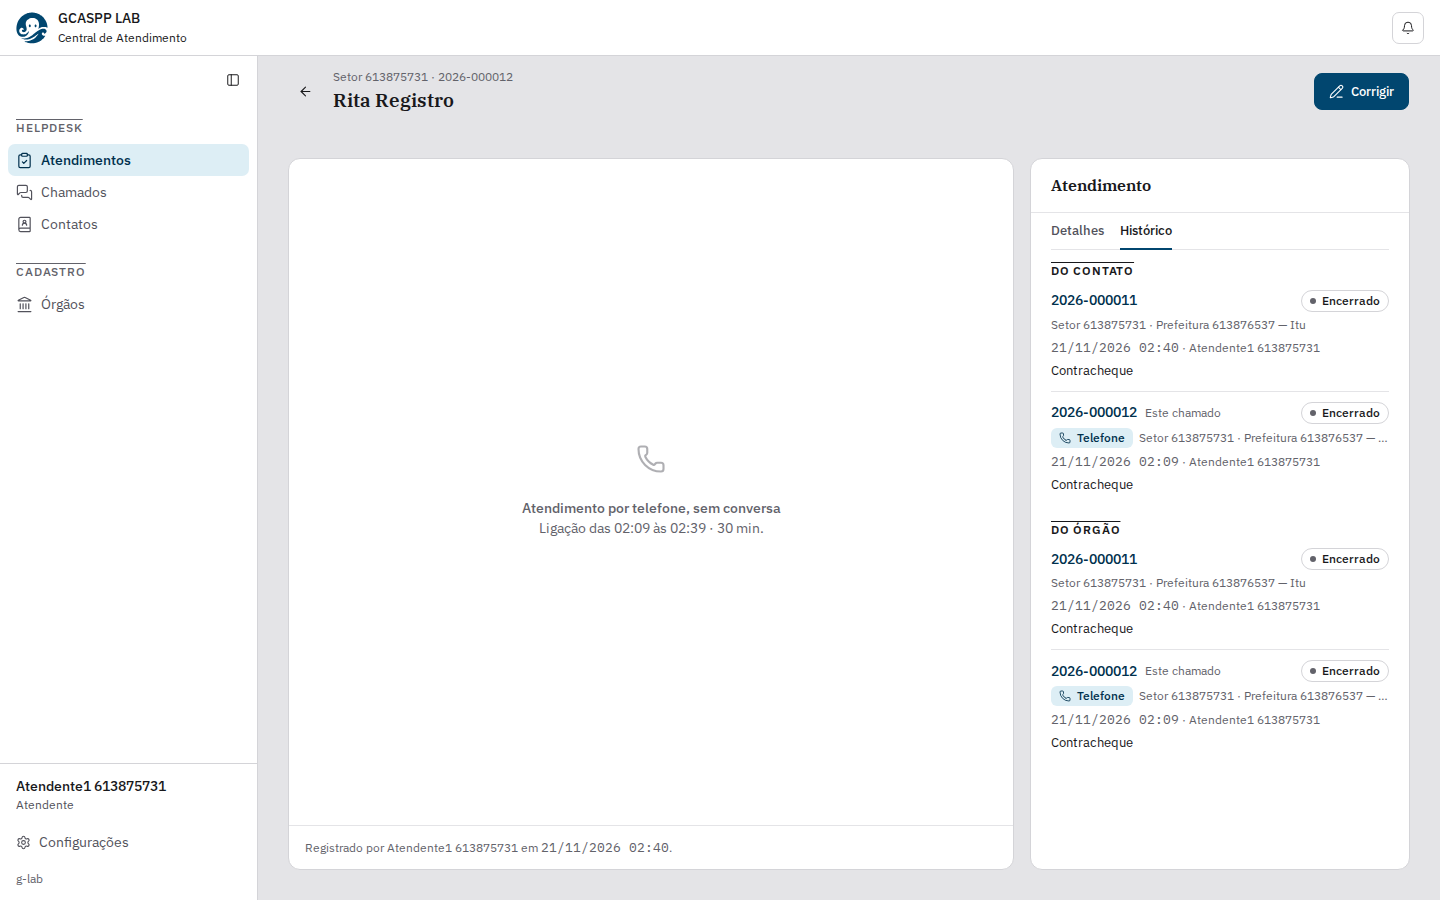 GCASPP LAB
Central de Atendimento
HELPDESK
Atendimentos
Chamados
Contatos
CADASTRO
Órgãos
Atendente1 613875731
Atendente
Configurações
g-lab
Setor 613875731 · 2026-000012
Rita Registro
Corrigir
Atendimento por telefone, sem conversa
Ligação das 02:09 às 02:39 · 30 min.
Registrado por Atendente1 613875731 em 21/11/2026 02:40.
Atendimento
Detalhes Histórico
DO CONTATO
2026-000011 Encerrado
Setor 613875731 · Prefeitura 613876537 — Itu
21/11/2026 02:40 · Atendente1 613875731
Contracheque
2026-000012 Este chamado Encerrado
Telefone Setor 613875731 · Prefeitura 613876537 — ...
21/11/2026 02:09 · Atendente1 613875731
Contracheque
DO ÓRGÃO
2026-000011 Encerrado
Setor 613875731 · Prefeitura 613876537 — Itu
21/11/2026 02:40 · Atendente1 613875731
Contracheque
2026-000012 Este chamado Encerrado
Telefone Setor 613875731 · Prefeitura 613876537 — ...
21/11/2026 02:09 · Atendente1 613875731
Contracheque